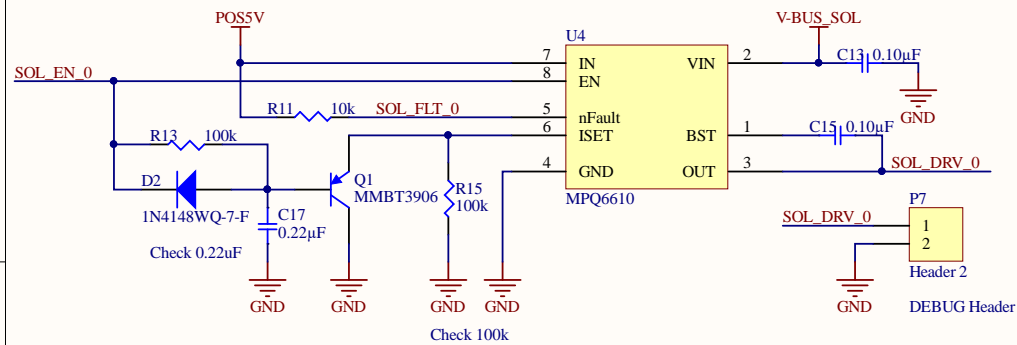 POS5V
V-BUS_SOL
U4
SOL_EN_0
7
IN
VIN
2
C13
0.10µF
8
EN
GND
R11
10k
SOL_FLT_0
5
nFault
6
ISET
BST
1
C15
0.10µF
R13
100k
4
GND
OUT
3
SOL_DRV_0
D2
Q1
MMBT3906
R15
100k
MPQ6610
P7
1N4148WQ-7-F
C17
0.22µF
SOL_DRV_0
1
2
Check 0.22uF
Header 2
GND
GND
GND
GND
GND
DEBUG Header
Check 100k